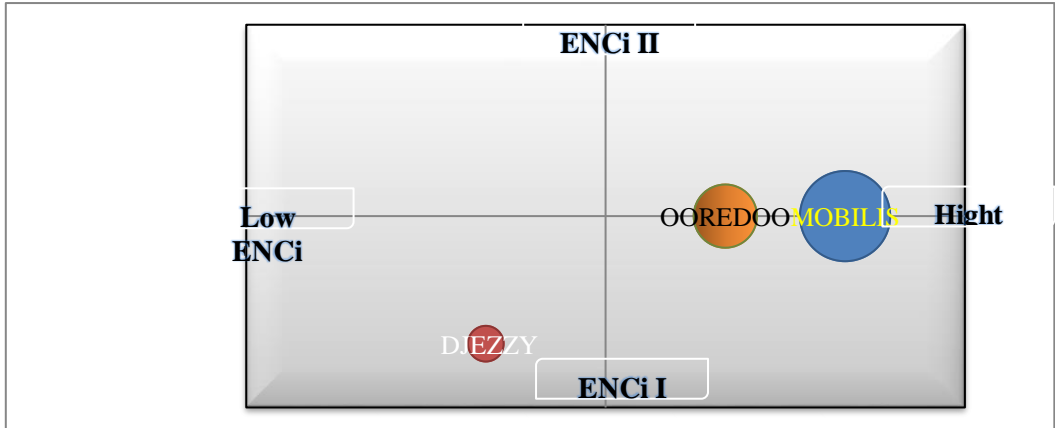 ENCi II
OOREDOO MOBILIS
Low
ENCi
Hight
DJEZZY
ENCi I